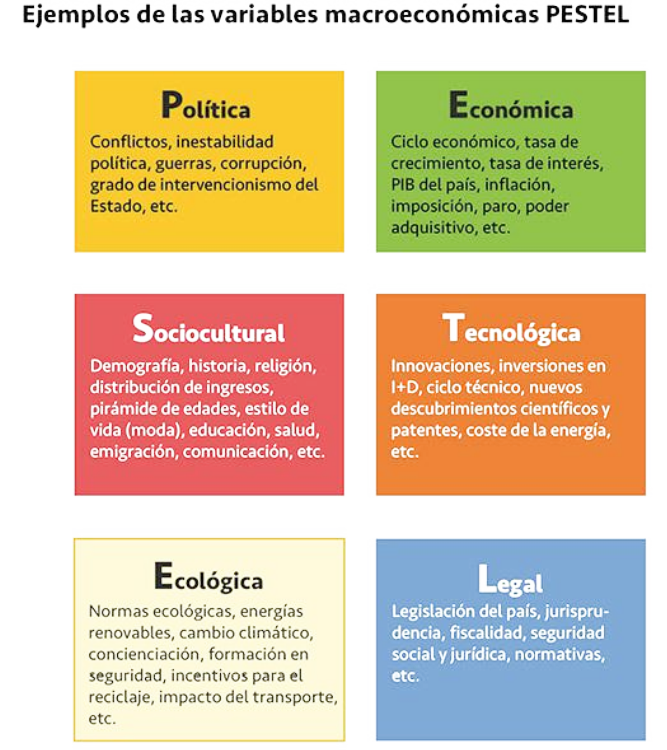 Ejemplos de las variables macroeconómicas PESTEL
Política
Conflictos, inestabilidad
política, guerras, corrupción,
grado de intervencionismo del
Estado, etc.
Económica
Ciclo económico, tasa de
crecimiento, tasa de interés,
PIB del país, inflación,
imposición, paro, poder
adquisitivo, etc.
Sociocultural
Demografía, historia, religión,
distribución de ingresos,
pirámide de edades, estilo de
vida (moda), educación, salud,
emigración, comunicación, etc.
Tecnológica
Innovaciones, inversiones en
I+D, ciclo técnico, nuevos
descubrimientos científicos y
patentes, coste de la energía,
etc.
Ecológica
Normas ecológicas, energías
renovables, cambio climático,
concienciación, formación en
seguridad, incentivos para el
reciclaje, impacto del transporte,
etc.
Legal
Legislación del país, jurispru-
dencia, fiscalidad, seguridad
social y jurídica, normativas,
etc.